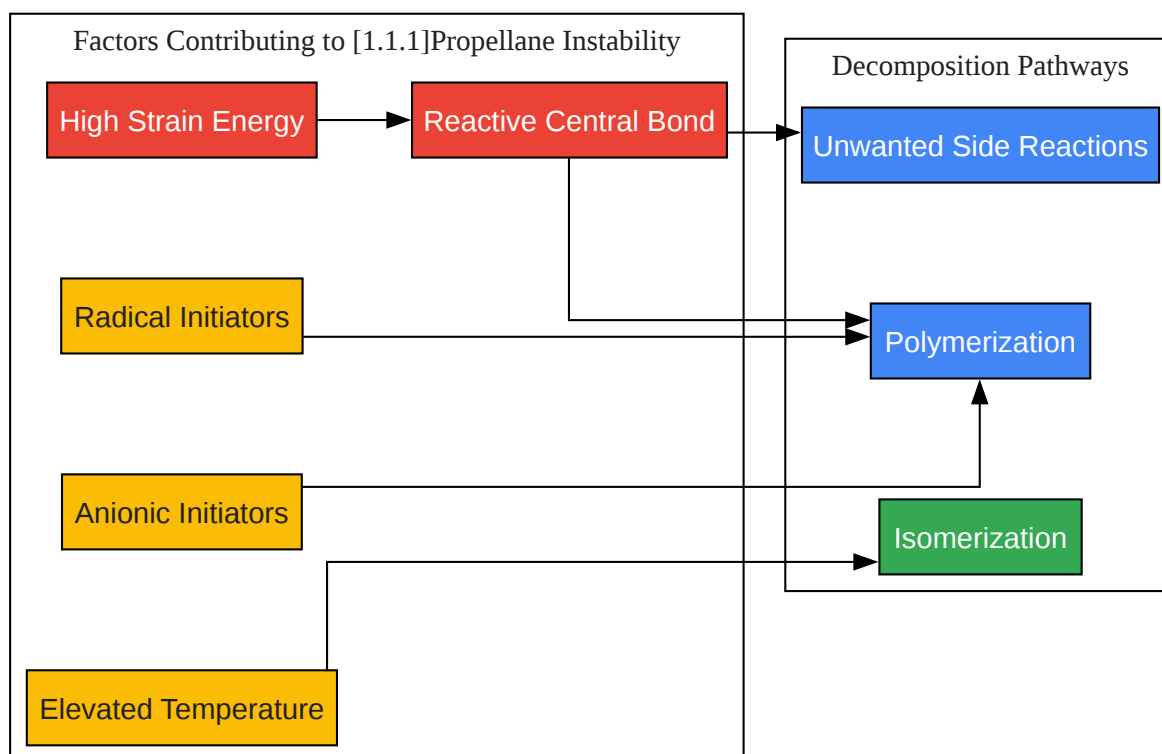 Factors Contributing to [1.1.1]Propellane Instability
High Strain Energy
Reactive Central Bond
Radical Initiators
Anionic Initiators
Elevated Temperature
Decomposition Pathways
Unwanted Side Reactions
Polymerization
Isomerization